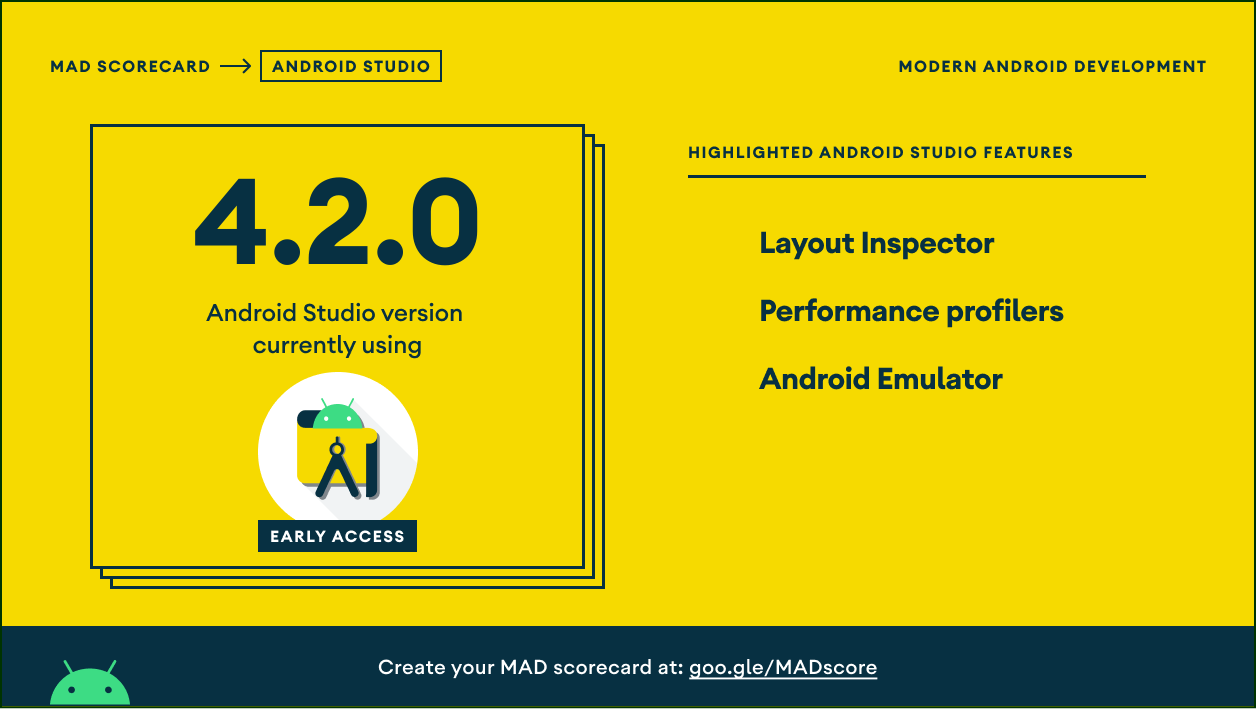 MAD SCORECARD → ANDROID STUDIO
MODERN ANDROID DEVELOPMENT
4.2.0
Android Studio version
currently using
EARLY ACCESS
HIGHLIGHTED ANDROID STUDIO FEATURES
Layout Inspector
Performance profilers
Android Emulator
Create your MAD scorecard at: goo.gle/MADscore